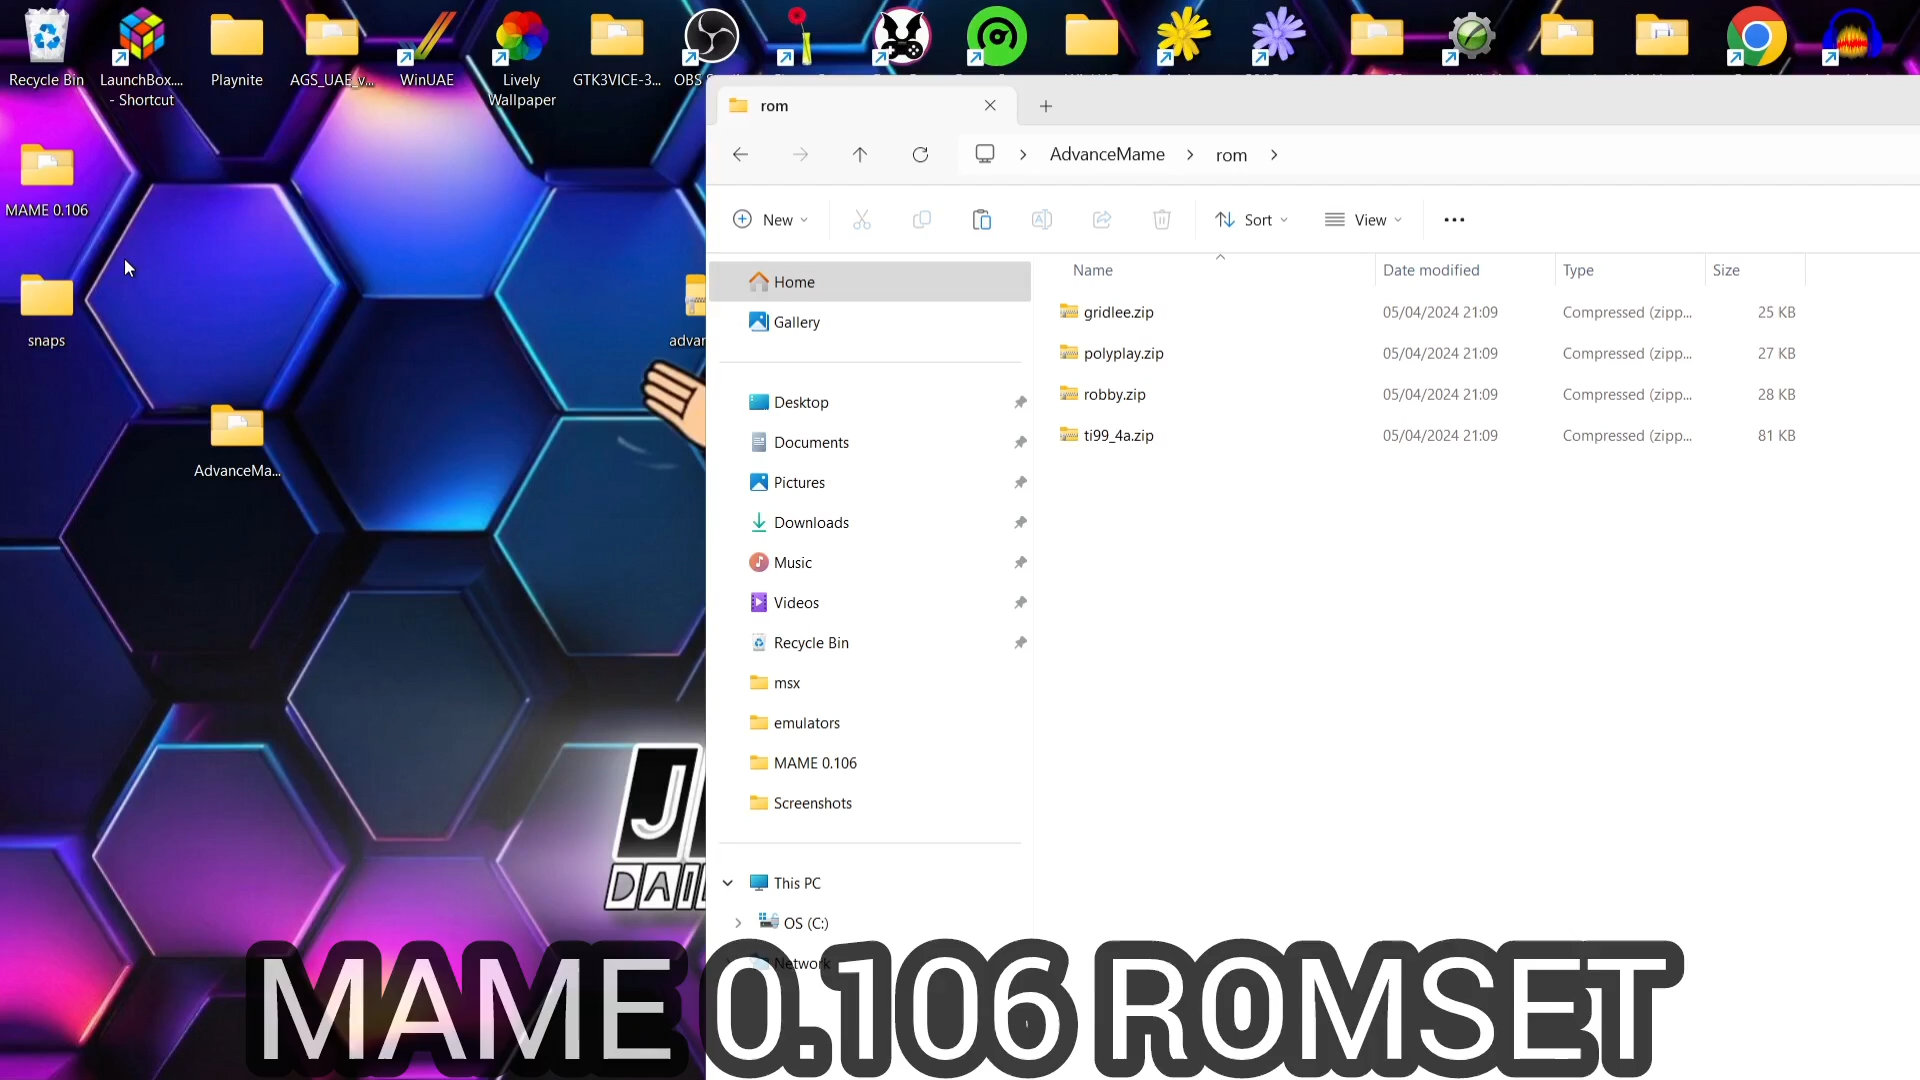 Recycle Bin
LaunchBox....
- Shortcut
Playnite
AGS_UAE_v...
WinUAE
Lively
Wallpaper
GTK3VICE-3...
OBS
MAME 0.106
snaps
AdvanceMa...
advan
rom
AdvanceMame
rom
New
Sort
View
Home
Gallery
Desktop
Documents
Pictures
Downloads
Music
Videos
Recycle Bin
msx
emulators
MAME 0.106
Screenshots
This PC
OS (C:)
Network
Name Date modified Type Size
gridlee.zip 05/04/2024 21:09 Compressed (zipp... 25 KB
polyplay.zip 05/04/2024 21:09 Compressed (zipp... 27 KB
robby.zip 05/04/2024 21:09 Compressed (zipp... 28 KB
ti99_4a.zip 05/04/2024 21:09 Compressed (zipp... 81 KB
MAME 0.106 ROMSET